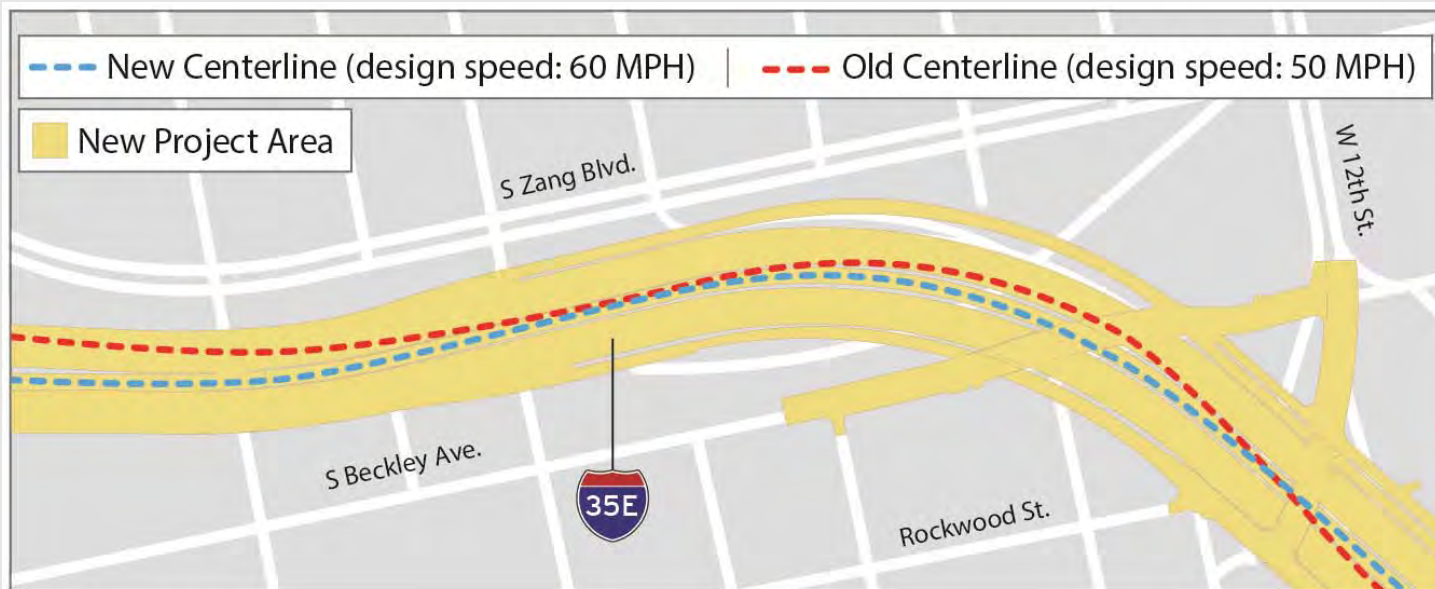 New Centerline (design speed: 60 MPH) | Old Centerline (design speed: 50 MPH)
New Project Area
S Zang Blvd.
W 12th St.
S Beckley Ave.
35E
Rockwood St.